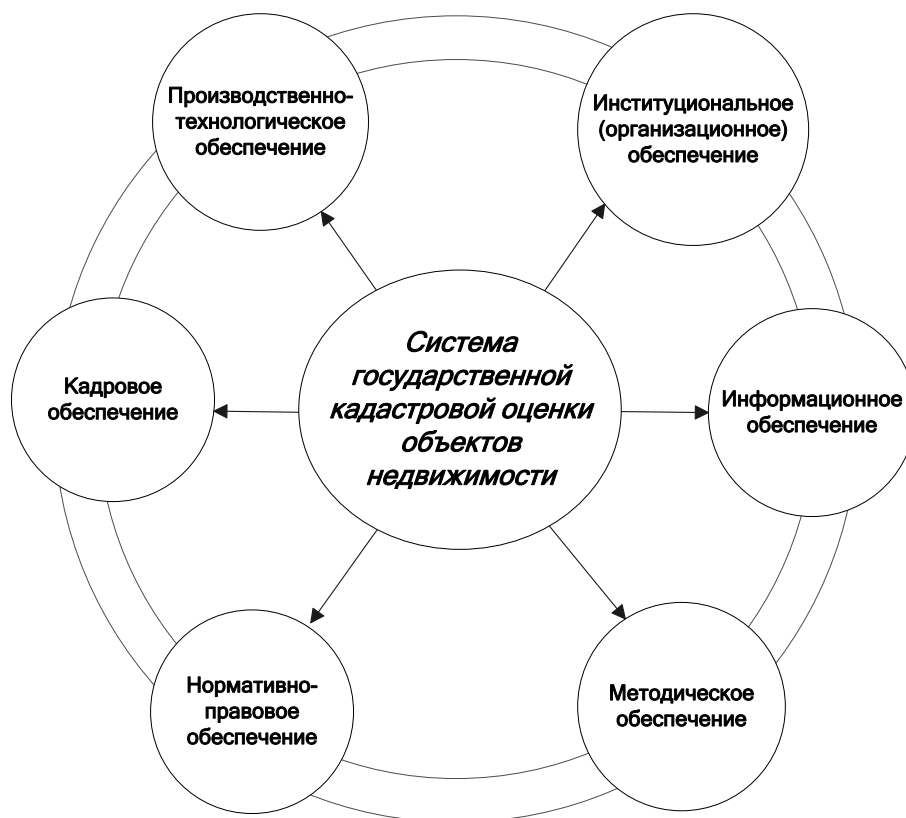 Производственно-
технологическое
обеспечение
Институциональное
(организационное)
обеспечение
Система
государственной
кадастровой оценки
объектов
недвижимости
Кадровое
обеспечение
Информационное
обеспечение
Нормативно-
правовое
обеспечение
Методическое
обеспечение